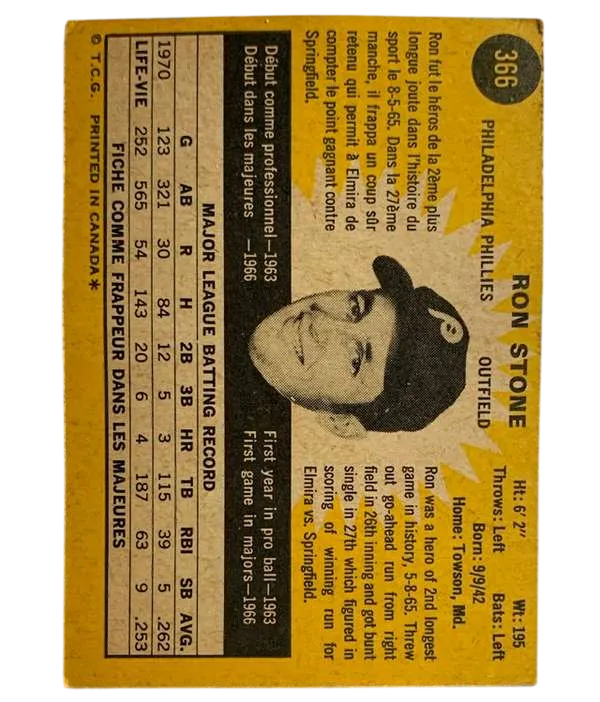 366
RON STONE
PHILADELPHIA PHILLIES OUTFIELD
Ht: 6' 2" Wt: 195
Throws: Left Bats: Left
Born: 9/9/42
Home: Towson, Md.
Ron fut le héros de la 2ème plus
longue joute dans l'histoire du
sport le 8-5-65. Dans la 27ème
manche, il frappa un coup sûr
retenu qui permit à Elmira de
compter le point gagnant contre
Springfield.
P
Ron was a hero of 2nd longest
game in history, 5-8-65. Threw
out go-ahead run from right
field in 26th inning and got bunt
single in 27th which figured in
scoring of winning run for
Elmira vs. Springfield.
Début comme professionnel—1963
Début dans les majeures —1966
First year in pro ball—1963
First game in majors—1966
MAJOR LEAGUE BATTING RECORD
G AB R H 2B 3B HR TB RBI SB AVG.
1970 123 321 30 84 12 5 3 115 39 5 .262
LIFE-VIE 252 565 54 143 20 6 4 187 63 9 .253
FICHE COMME FRAPPEUR DANS LES MAJEURES
© T.C.G. PRINTED IN CANADA*